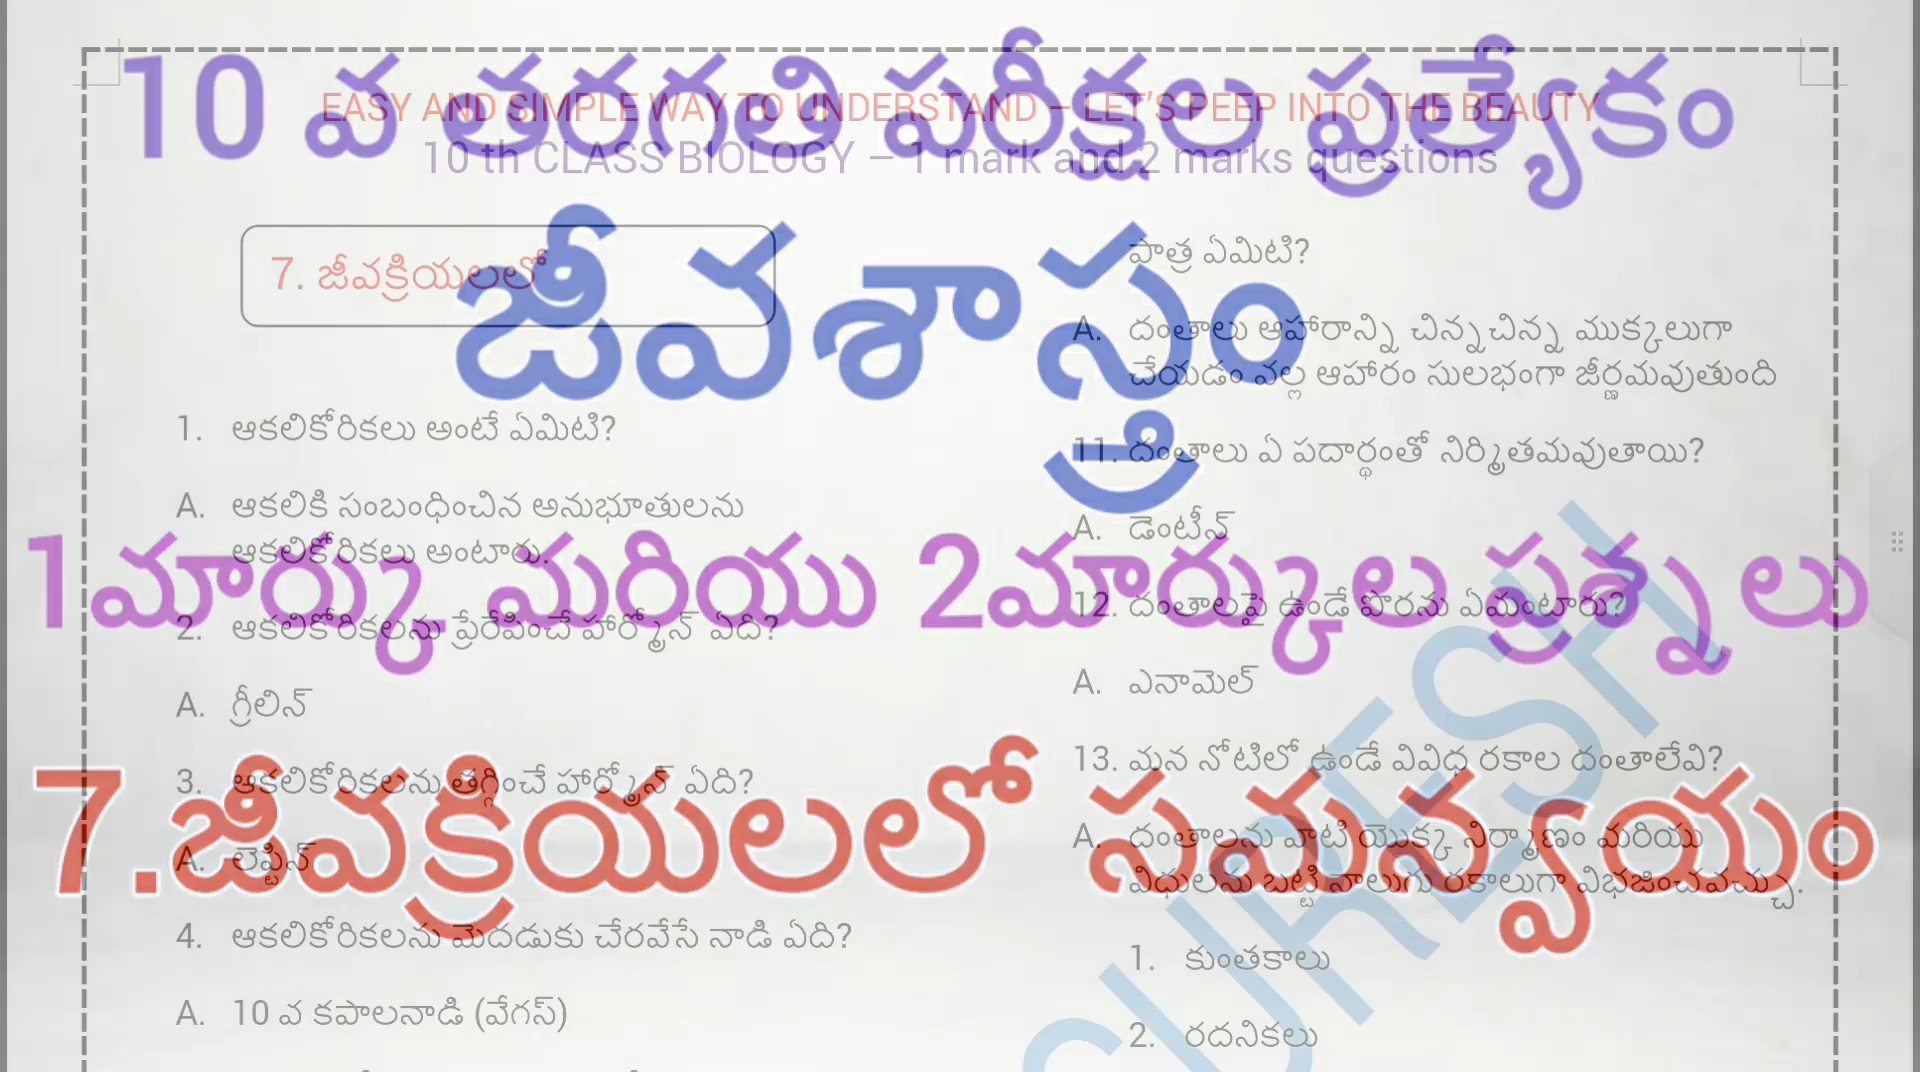 10 వ తరగతి పరీక్షల ప్రత్యేకం
EASY AND SIMPLE WAY TO UNDERSTAND – LET'S PEEP INTO THE BEAUTY
10 th CLASS BIOLOGY – 1 mark and 2 marks questions
జీవశాస్త్రం
1మార్కు మరియు 2మార్కుల ప్రశ్నలు
7.జీవక్రియలలో సమన్వయం
7. జీవక్రియలలో
1. ఆకలికోరికలు అంటే ఏమిటి?
A. ఆకలికి సంబంధించిన అనుభూతులను
ఆకలికోరికలు అంటారు.
2. ఆకలికోరికలను ప్రేరేపించే హార్మోన్ ఏది?
A. గ్రీలిన్
3. ఆకలికోరికలను తగ్గించే హార్మోన్ ఏది?
A. లెప్టిన్
4. ఆకలికోరికలను మెదడుకు చేరవేసే నాడి ఏది?
A. 10 వ కపాలనాడి (వేగస్)
పాత్ర ఏమిటి?
A. దంతాలు ఆహారాన్ని చిన్నచిన్న ముక్కలుగా
చేయడం వల్ల ఆహారం సులభంగా జీర్ణమవుతుంది
11. దంతాలు ఏ పదార్థంతో నిర్మితమవుతాయి?
A. డెంటీన్
12. దంతాలపై ఉండే పొరను ఏమంటారు?
A. ఎనామెల్
13. మన నోటిలో ఉండే వివిధ రకాల దంతాలేవి?
A. దంతాలను వాటి యొక్క నిర్మాణం మరియు
విధులను బట్టి నాలుగు రకాలుగా విభజించవచ్చు.
1. కుంతకాలు
2. రదనికలు
SURESH